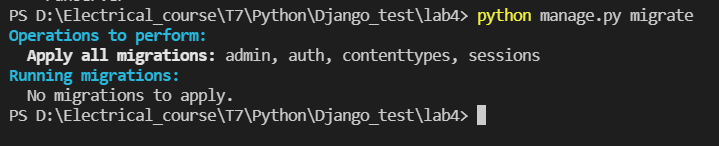 PS D:\Electrical_course\T7\Python\Django_test\lab4> python manage.py migrate
Operations to perform:
  Apply all migrations: admin, auth, contenttypes, sessions
Running migrations:
  No migrations to apply.
PS D:\Electrical_course\T7\Python\Django_test\lab4>